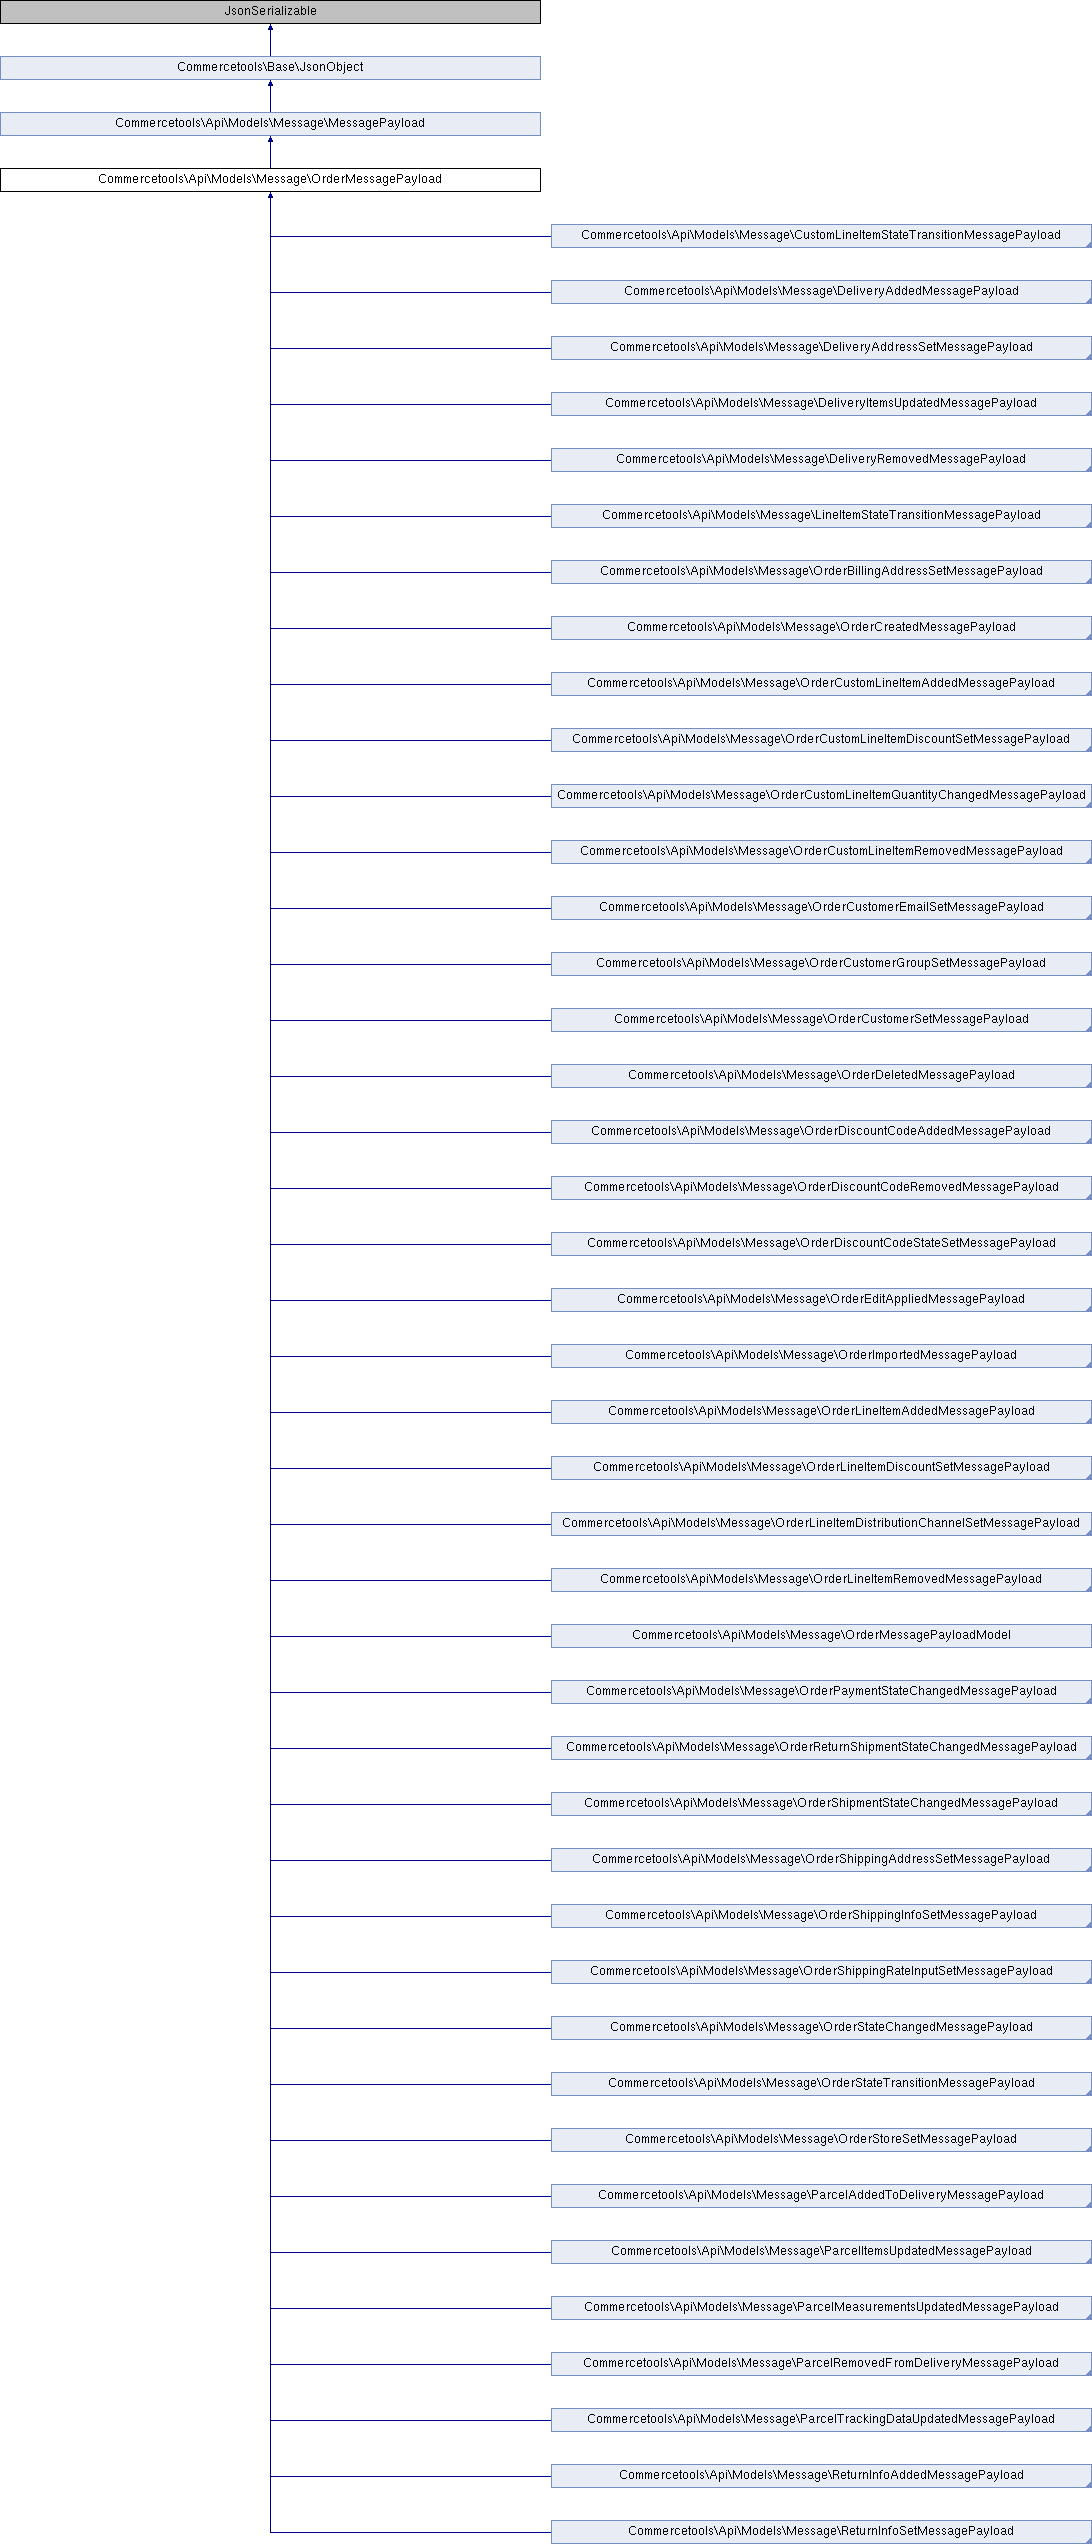 JsonSerializable
Commercetools\Base\JsonObject
Commercetools\Api\Models\Message\MessagePayload
Commercetools\Api\Models\Message\OrderMessagePayload
Commercetools\Api\Models\Message\CustomLineItemStateTransitionMessagePayload
Commercetools\Api\Models\Message\DeliveryAddedMessagePayload
Commercetools\Api\Models\Message\DeliveryAddressSetMessagePayload
Commercetools\Api\Models\Message\DeliveryItemsUpdatedMessagePayload
Commercetools\Api\Models\Message\DeliveryRemovedMessagePayload
Commercetools\Api\Models\Message\LineItemStateTransitionMessagePayload
Commercetools\Api\Models\Message\OrderBillingAddressSetMessagePayload
Commercetools\Api\Models\Message\OrderCreatedMessagePayload
Commercetools\Api\Models\Message\OrderCustomLineItemAddedMessagePayload
Commercetools\Api\Models\Message\OrderCustomLineItemDiscountSetMessagePayload
Commercetools\Api\Models\Message\OrderCustomLineItemQuantityChangedMessagePayload
Commercetools\Api\Models\Message\OrderCustomLineItemRemovedMessagePayload
Commercetools\Api\Models\Message\OrderCustomerEmailSetMessagePayload
Commercetools\Api\Models\Message\OrderCustomerGroupSetMessagePayload
Commercetools\Api\Models\Message\OrderCustomerSetMessagePayload
Commercetools\Api\Models\Message\OrderDeletedMessagePayload
Commercetools\Api\Models\Message\OrderDiscountCodeAddedMessagePayload
Commercetools\Api\Models\Message\OrderDiscountCodeRemovedMessagePayload
Commercetools\Api\Models\Message\OrderDiscountCodeStateSetMessagePayload
Commercetools\Api\Models\Message\OrderEditAppliedMessagePayload
Commercetools\Api\Models\Message\OrderImportedMessagePayload
Commercetools\Api\Models\Message\OrderLineItemAddedMessagePayload
Commercetools\Api\Models\Message\OrderLineItemDiscountSetMessagePayload
Commercetools\Api\Models\Message\OrderLineItemDistributionChannelSetMessagePayload
Commercetools\Api\Models\Message\OrderLineItemRemovedMessagePayload
Commercetools\Api\Models\Message\OrderMessagePayloadModel
Commercetools\Api\Models\Message\OrderPaymentStateChangedMessagePayload
Commercetools\Api\Models\Message\OrderReturnShipmentStateChangedMessagePayload
Commercetools\Api\Models\Message\OrderShipmentStateChangedMessagePayload
Commercetools\Api\Models\Message\OrderShippingAddressSetMessagePayload
Commercetools\Api\Models\Message\OrderShippingInfoSetMessagePayload
Commercetools\Api\Models\Message\OrderShippingRateInputSetMessagePayload
Commercetools\Api\Models\Message\OrderStateChangedMessagePayload
Commercetools\Api\Models\Message\OrderStateTransitionMessagePayload
Commercetools\Api\Models\Message\OrderStoreSetMessagePayload
Commercetools\Api\Models\Message\ParcelAddedToDeliveryMessagePayload
Commercetools\Api\Models\Message\ParcelItemsUpdatedMessagePayload
Commercetools\Api\Models\Message\ParcelMeasurementsUpdatedMessagePayload
Commercetools\Api\Models\Message\ParcelRemovedFromDeliveryMessagePayload
Commercetools\Api\Models\Message\ParcelTrackingDataUpdatedMessagePayload
Commercetools\Api\Models\Message\ReturnInfoAddedMessagePayload
Commercetools\Api\Models\Message\ReturnInfoSetMessagePayload